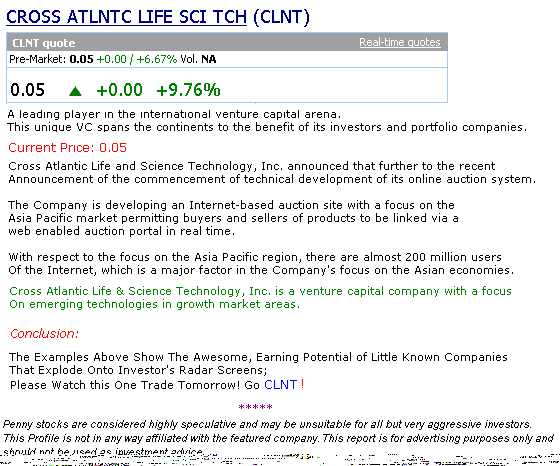 CROSS ATLNTC LIFE SCI TCH (CLNT)
CLNT quote Real-time quotes
Pre-Market: 0.05 +0.00 / +6.67% Vol. NA
0.05 ▲ +0.00 +9.76%
A leading player in the international venture capital arena.
This unique VC spans the continents to the benefit of its investors and portfolio companies.
Current Price: 0.05
Cross Atlantic Life and Science Technology, Inc. announced that further to the recent
Announcement of the commencement of technical development of its online auction system.
The Company is developing an Internet-based auction site with a focus on the
Asia Pacific market permitting buyers and sellers of products to be linked via a
web enabled auction portal in real time.
With respect to the focus on the Asia Pacific region, there are almost 200 million users
Of the Internet, which is a major factor in the Company's focus on the Asian economies.
Cross Atlantic Life & Science Technology, Inc. is a venture capital company with a focus
On emerging technologies in growth market areas.
Conclusion:
The Examples Above Show The Awesome, Earning Potential of Little Known Companies
That Explode Onto Investor's Radar Screens;
Please Watch this One Trade Tomorrow! Go CLNT !
*****
Penny stocks are considered highly speculative and may be unsuitable for all but very aggressive investors.
This Profile is not in any way affiliated with the featured company. This report is for advertising purposes only and
should not be used as investment advice.